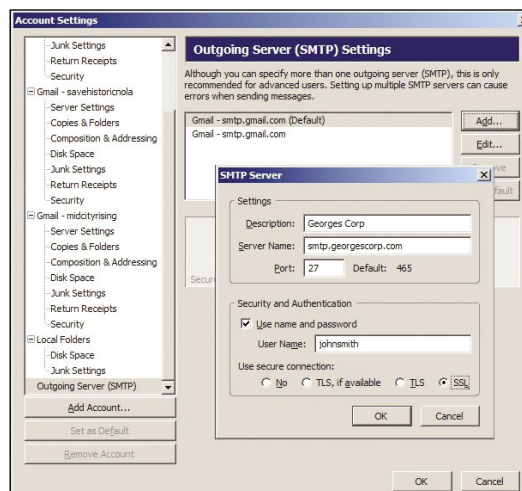 Account Settings
Junk Settings
Return Receipts
Security
Gmail - savehistoricnola
Server Settings
Copies & Folders
Composition & Addressing
Disk Space
Junk Settings
Return Receipts
Security
Gmail - midcityrising
Server Settings
Copies & Folders
Composition & Addressing
Disk Space
Junk Settings
Return Receipts
Security
Local Folders
Disk Space
Junk Settings
Outgoing Server (SMTP)
Add Account...
Set as Default
Remove Account
Outgoing Server (SMTP) Settings
Although you can specify more than one outgoing server (SMTP), this is only
recommended for advanced users. Setting up multiple SMTP servers can cause
errors when sending messages.
Gmail - smtp.gmail.com (Default)
Gmail - smtp.gmail.com
Add...
Edit...
SMTP Server
Settings
Description: Georges Corp
Server Name: smtp.georgescorp.com
Port: 27 Default: 465
Security and Authentication
Use name and password
User Name: johnsmith
Use secure connection:
No TLS, if available TLS SSL
OK Cancel
OK Cancel